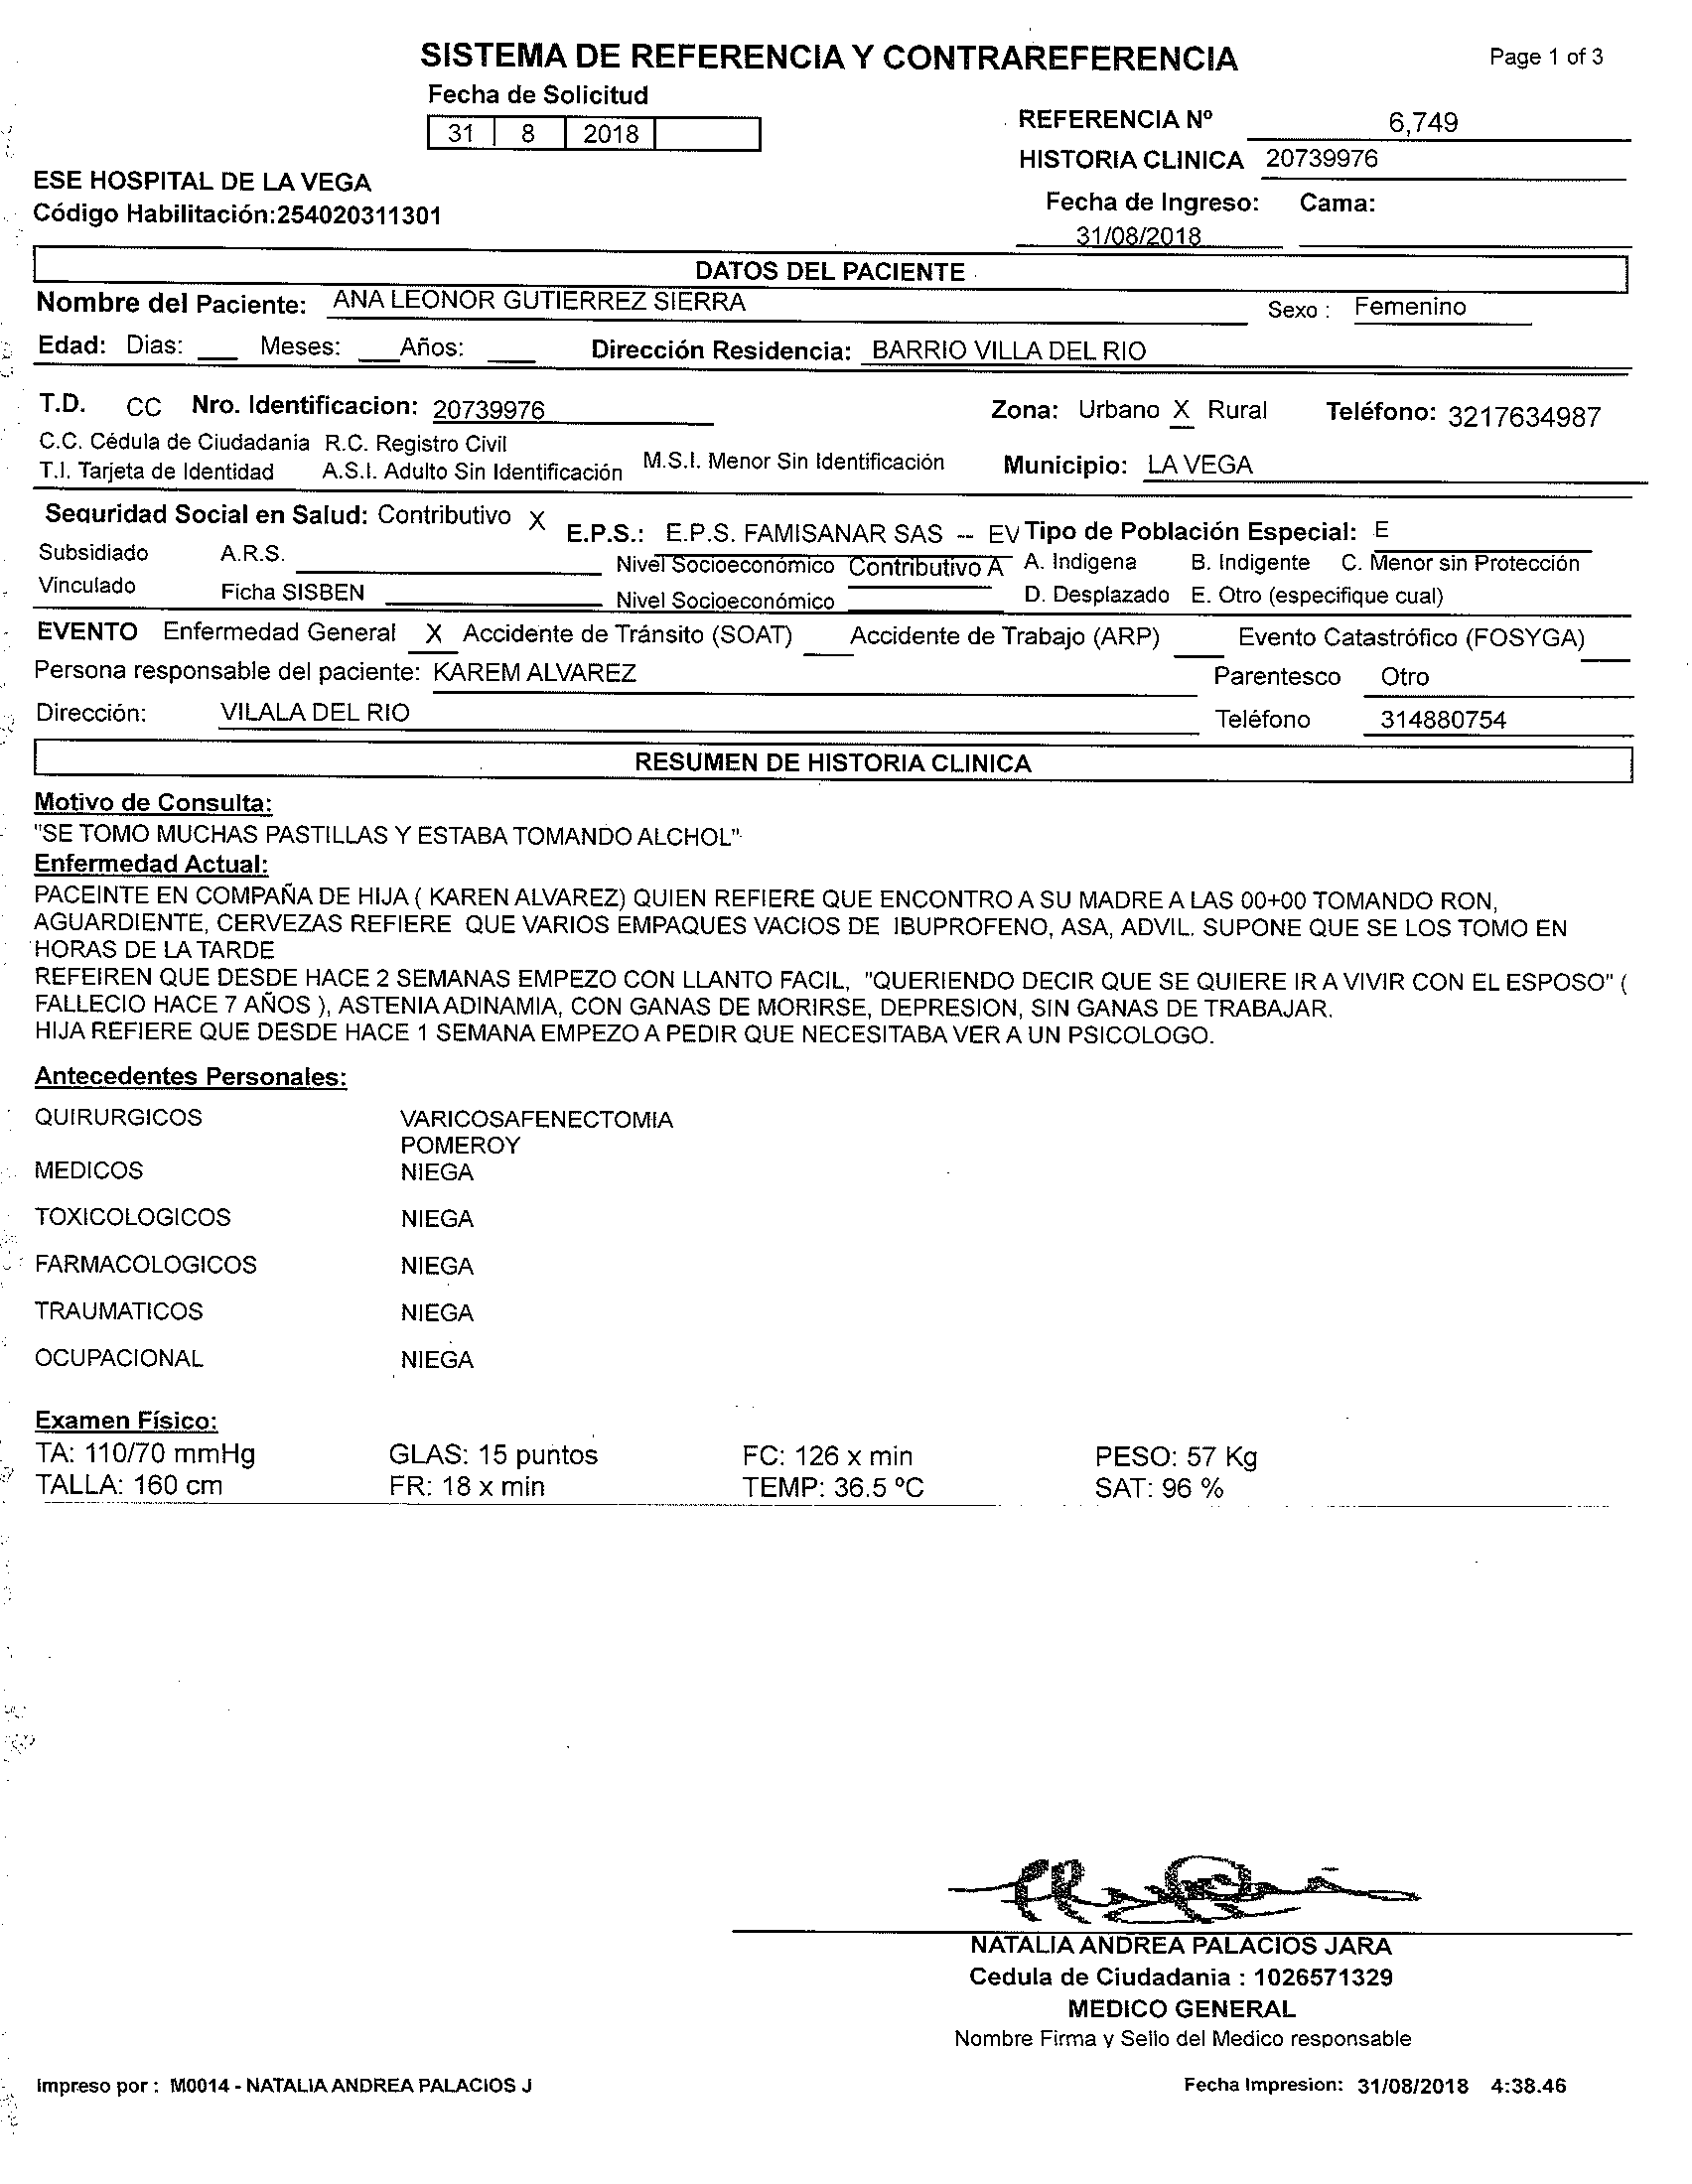 SISTEMA DE REFERENCIA Y CONTRAREFERENCIA Page 1 of 3
Fecha de Solicitud
31 8 2018
REFERENCIA Nº 6,749
HISTORIA CLINICA 20739976
ESE HOSPITAL DE LA VEGA
Código Habilitación:254020311301
Fecha de Ingreso: Cama:
31/08/2018
DATOS DEL PACIENTE
Nombre del Paciente: ANA LEONOR GUTIERREZ SIERRA Sexo : Femenino
Edad: Dias: Meses: Años: Dirección Residencia: BARRIO VILLA DEL RIO
T.D. CC Nro. Identificacion: 20739976 Zona: Urbano X Rural Teléfono: 3217634987
C.C. Cédula de Ciudadania R.C. Registro Civil
T.I. Tarjeta de Identidad A.S.I. Adulto Sin Identificación M.S.I. Menor Sin Identificación Municipio: LA VEGA
Seguridad Social en Salud: Contributivo X E.P.S.: E.P.S. FAMISANAR SAS -- EV Tipo de Población Especial: E
Subsidiado A.R.S. Nivel Socioeconómico Contributivo A A. Indigena B. Indigente C. Menor sin Protección
Vinculado Ficha SISBEN Nivel Socioeconómico D. Desplazado E. Otro (especifique cual)
EVENTO Enfermedad General X Accidente de Tránsito (SOAT) Accidente de Trabajo (ARP) Evento Catastrófico (FOSYGA)
Persona responsable del paciente: KAREM ALVAREZ Parentesco Otro
Dirección: VILALA DEL RIO Teléfono 314880754
RESUMEN DE HISTORIA CLINICA
Motivo de Consulta:
"SE TOMO MUCHAS PASTILLAS Y ESTABA TOMANDO ALCHOL"
Enfermedad Actual:
PACEINTE EN COMPAÑA DE HIJA ( KAREN ALVAREZ) QUIEN REFIERE QUE ENCONTRO A SU MADRE A LAS 00+00 TOMANDO RON,
AGUARDIENTE, CERVEZAS REFIERE QUE VARIOS EMPAQUES VACIOS DE IBUPROFENO, ASA, ADVIL. SUPONE QUE SE LOS TOMO EN
HORAS DE LA TARDE
REFEIREN QUE DESDE HACE 2 SEMANAS EMPEZO CON LLANTO FACIL, "QUERIENDO DECIR QUE SE QUIERE IR A VIVIR CON EL ESPOSO" (
FALLECIO HACE 7 AÑOS ), ASTENIA ADINAMIA, CON GANAS DE MORIRSE, DEPRESION, SIN GANAS DE TRABAJAR.
HIJA REFIERE QUE DESDE HACE 1 SEMANA EMPEZO A PEDIR QUE NECESITABA VER A UN PSICOLOGO.
Antecedentes Personales:
QUIRURGICOS VARICOSAFENECTOMIA
POMEROY
MEDICOS NIEGA
TOXICOLOGICOS NIEGA
FARMACOLOGICOS NIEGA
TRAUMATICOS NIEGA
OCUPACIONAL NIEGA
Examen Físico:
TA: 110/70 mmHg GLAS: 15 puntos FC: 126 x min PESO: 57 Kg
TALLA: 160 cm FR: 18 x min TEMP: 36.5 ºC SAT: 96 %
NATALIA ANDREA PALACIOS JARA
Cedula de Ciudadania : 1026571329
MEDICO GENERAL
Nombre Firma y Sello del Medico responsable
Impreso por : M0014 - NATALIA ANDREA PALACIOS J Fecha Impresion: 31/08/2018 4:38.46